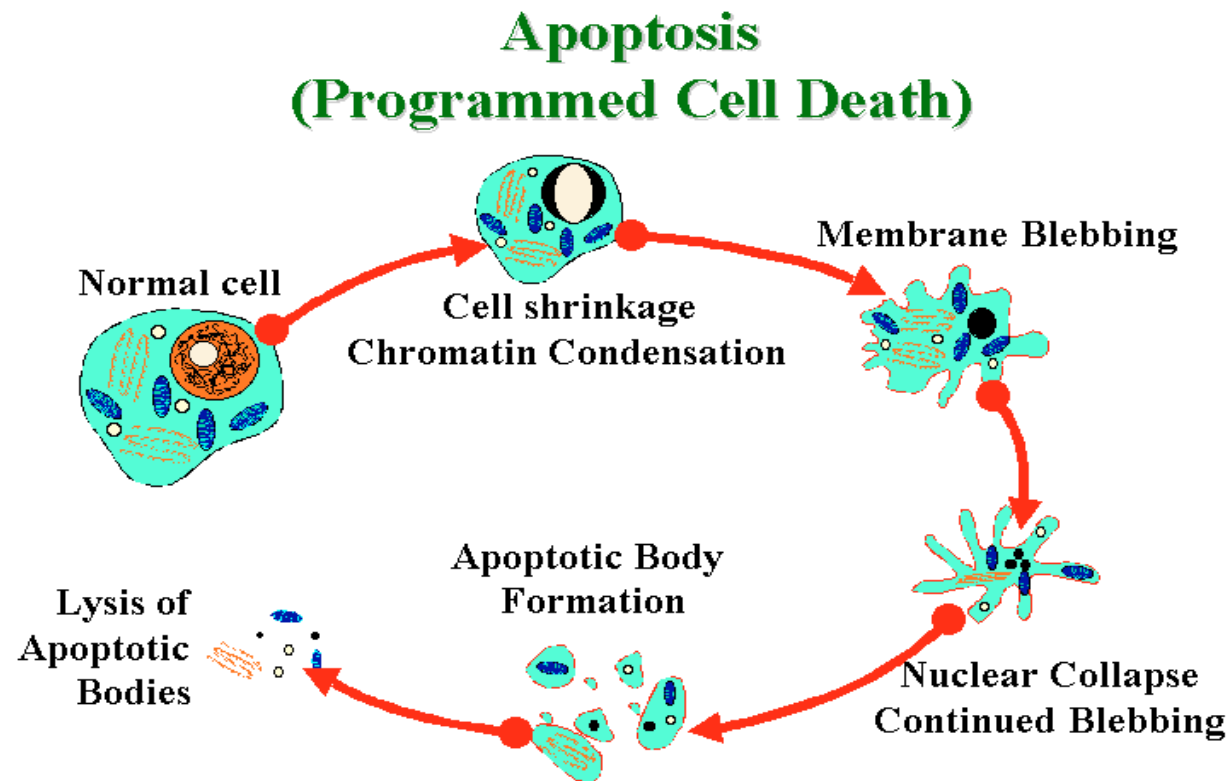 Apoptosis
(Programmed Cell Death)
Normal cell
Cell shrinkage
Chromatin Condensation
Membrane Blebbing
Nuclear Collapse
Continued Blebbing
Apoptotic Body
Formation
Lysis of
Apoptotic
Bodies